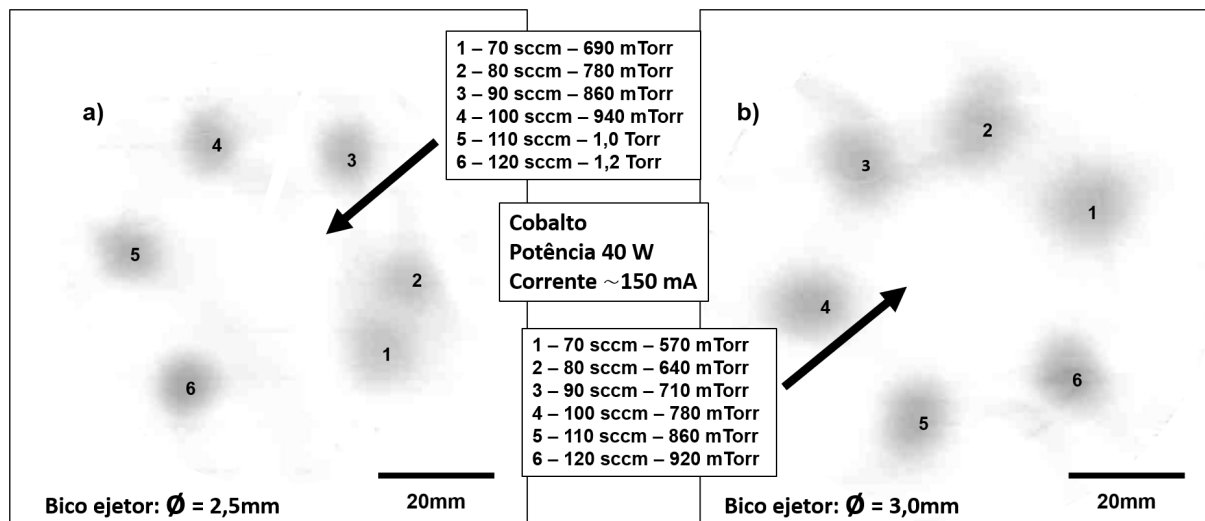 a)
4
3
5
2
1
6
20mm
Bico ejetor: Ø = 2,5mm
1 – 70 sccm – 690 mTorr
2 – 80 sccm – 780 mTorr
3 – 90 sccm – 860 mTorr
4 – 100 sccm – 940 mTorr
5 – 110 sccm – 1,0 Torr
6 – 120 sccm – 1,2 Torr
Cobalto
Potência 40 W
Corrente ~150 mA
1 – 70 sccm – 570 mTorr
2 – 80 sccm – 640 mTorr
3 – 90 sccm – 710 mTorr
4 – 100 sccm – 780 mTorr
5 – 110 sccm – 860 mTorr
6 – 120 sccm – 920 mTorr
b)
2
3
1
4
6
5
20mm
Bico ejetor: Ø = 3,0mm